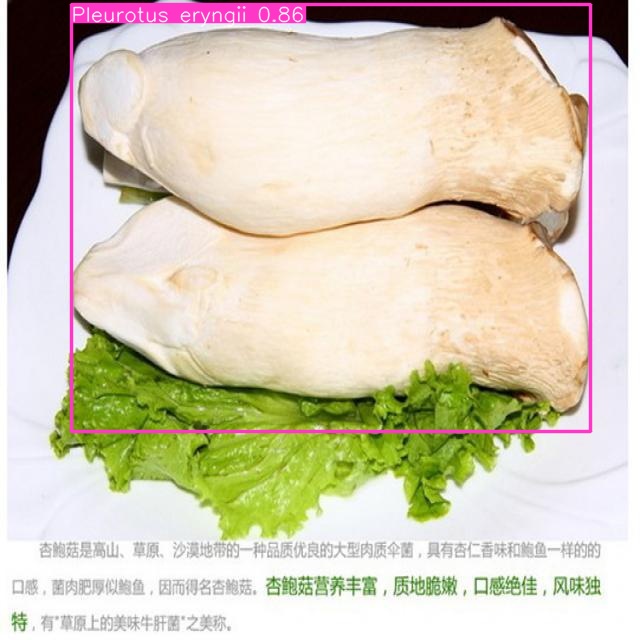 Pleurotus eryngii 0.86
杏鲍菇是高山、草原、沙漠地带的一种品质优良的大型肉质伞菌，具有杏仁香味和鲍鱼一样的的
口感，菌肉肥厚似鲍鱼，因而得名杏鲍菇。杏鲍菇营养丰富，质地脆嫩，口感绝佳，风味独
特，有"草原上的美味牛肝菌"之美称。